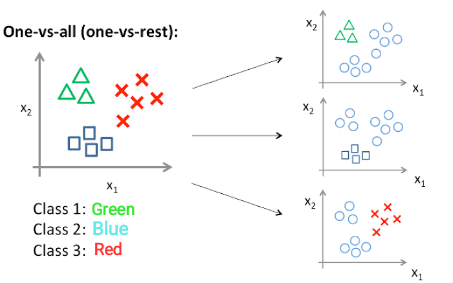 One-vs-all (one-vs-rest):
x2
x1
Class 1: Green
Class 2: Blue
Class 3: Red
x2
x1
x2
x1
x2
x1